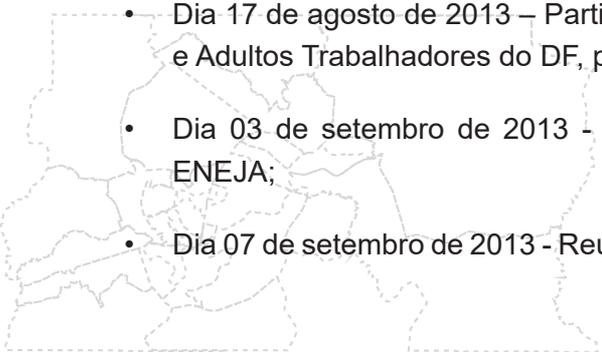 • Dia 17 de agosto de 2013 – Parti
e Adultos Trabalhadores do DF, p
• Dia 03 de setembro de 2013 -
ENEJA;
• Dia 07 de setembro de 2013 - Reu